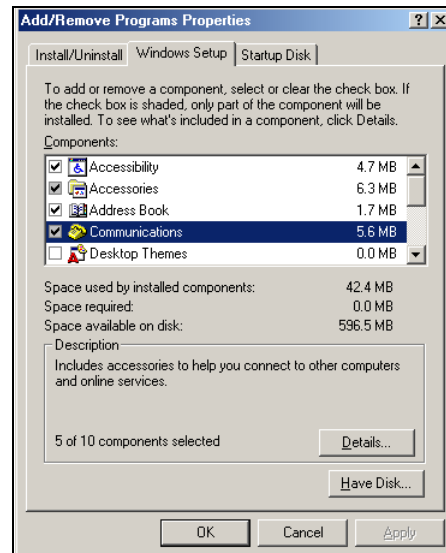 Add/Remove Programs Properties
Install/Uninstall Windows Setup Startup Disk
To add or remove a component, select or clear the check box. If
the check box is shaded, only part of the component will be
installed. To see what's included in a component, click Details.
Components:
Accessibility 4.7 MB
Accessories 6.3 MB
Address Book 1.7 MB
Communications 5.6 MB
Desktop Themes 0.0 MB
Space used by installed components: 42.4 MB
Space required: 0.0 MB
Space available on disk: 596.5 MB
Description
Includes accessories to help you connect to other computers
and online services.
5 of 10 components selected Details...
Have Disk...
OK Cancel Apply